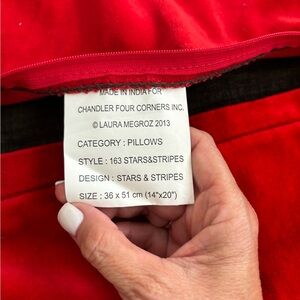 MADE IN INDIA FOR
CHANDLER FOUR CORNERS INC.
© LAURA MEGROZ 2013
CATEGORY : PILLOWS
STYLE : 163 STARS&STRIPES
DESIGN : STARS & STRIPES
SIZE : 36 x 51 cm (14"x20")